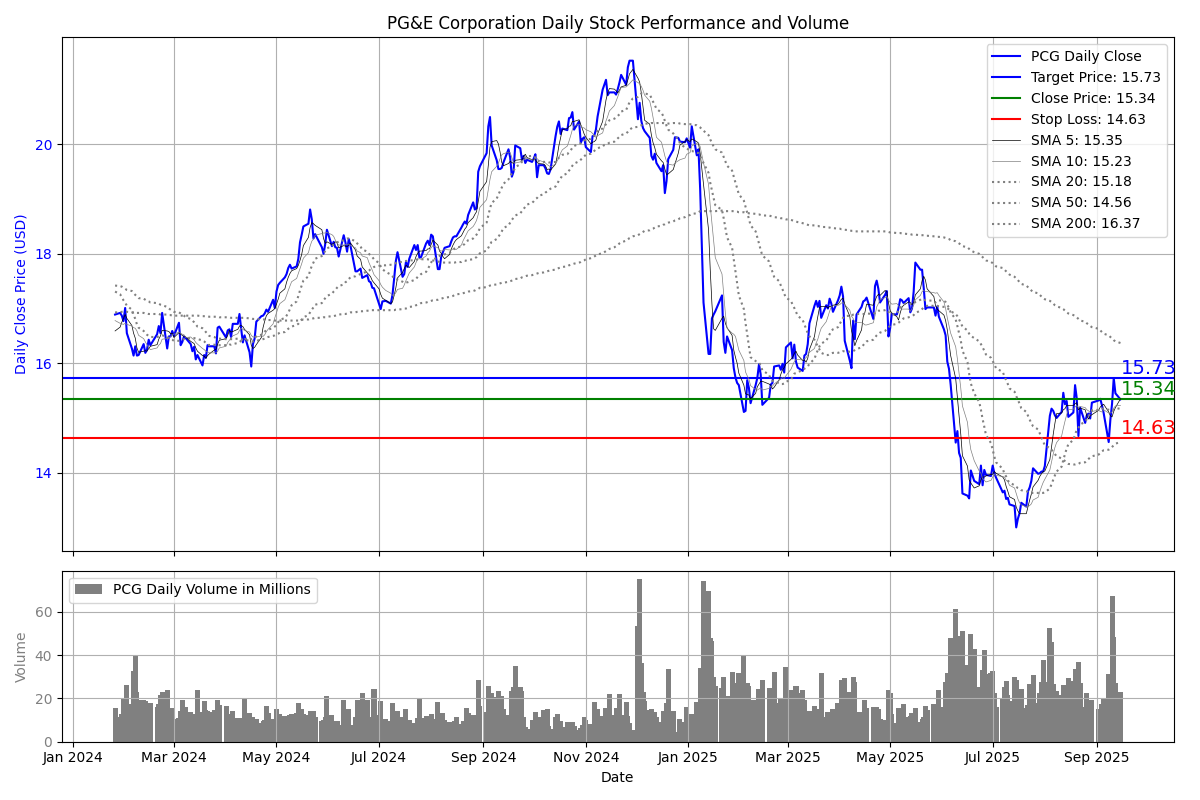 PG&E Corporation Daily Stock Performance and Volume
Daily Close Price (USD)
20
18
16
14
PCG Daily Close
Target Price: 15.73
Close Price: 15.34
Stop Loss: 14.63
SMA 5: 15.35
SMA 10: 15.23
SMA 20: 15.18
SMA 50: 14.56
SMA 200: 16.37
15.73
15.34
14.63
PCG Daily Volume in Millions
Volume
60
40
20
0
Jan 2024
Mar 2024
May 2024
Jul 2024
Sep 2024
Nov 2024
Jan 2025
Mar 2025
May 2025
Jul 2025
Sep 2025
Date